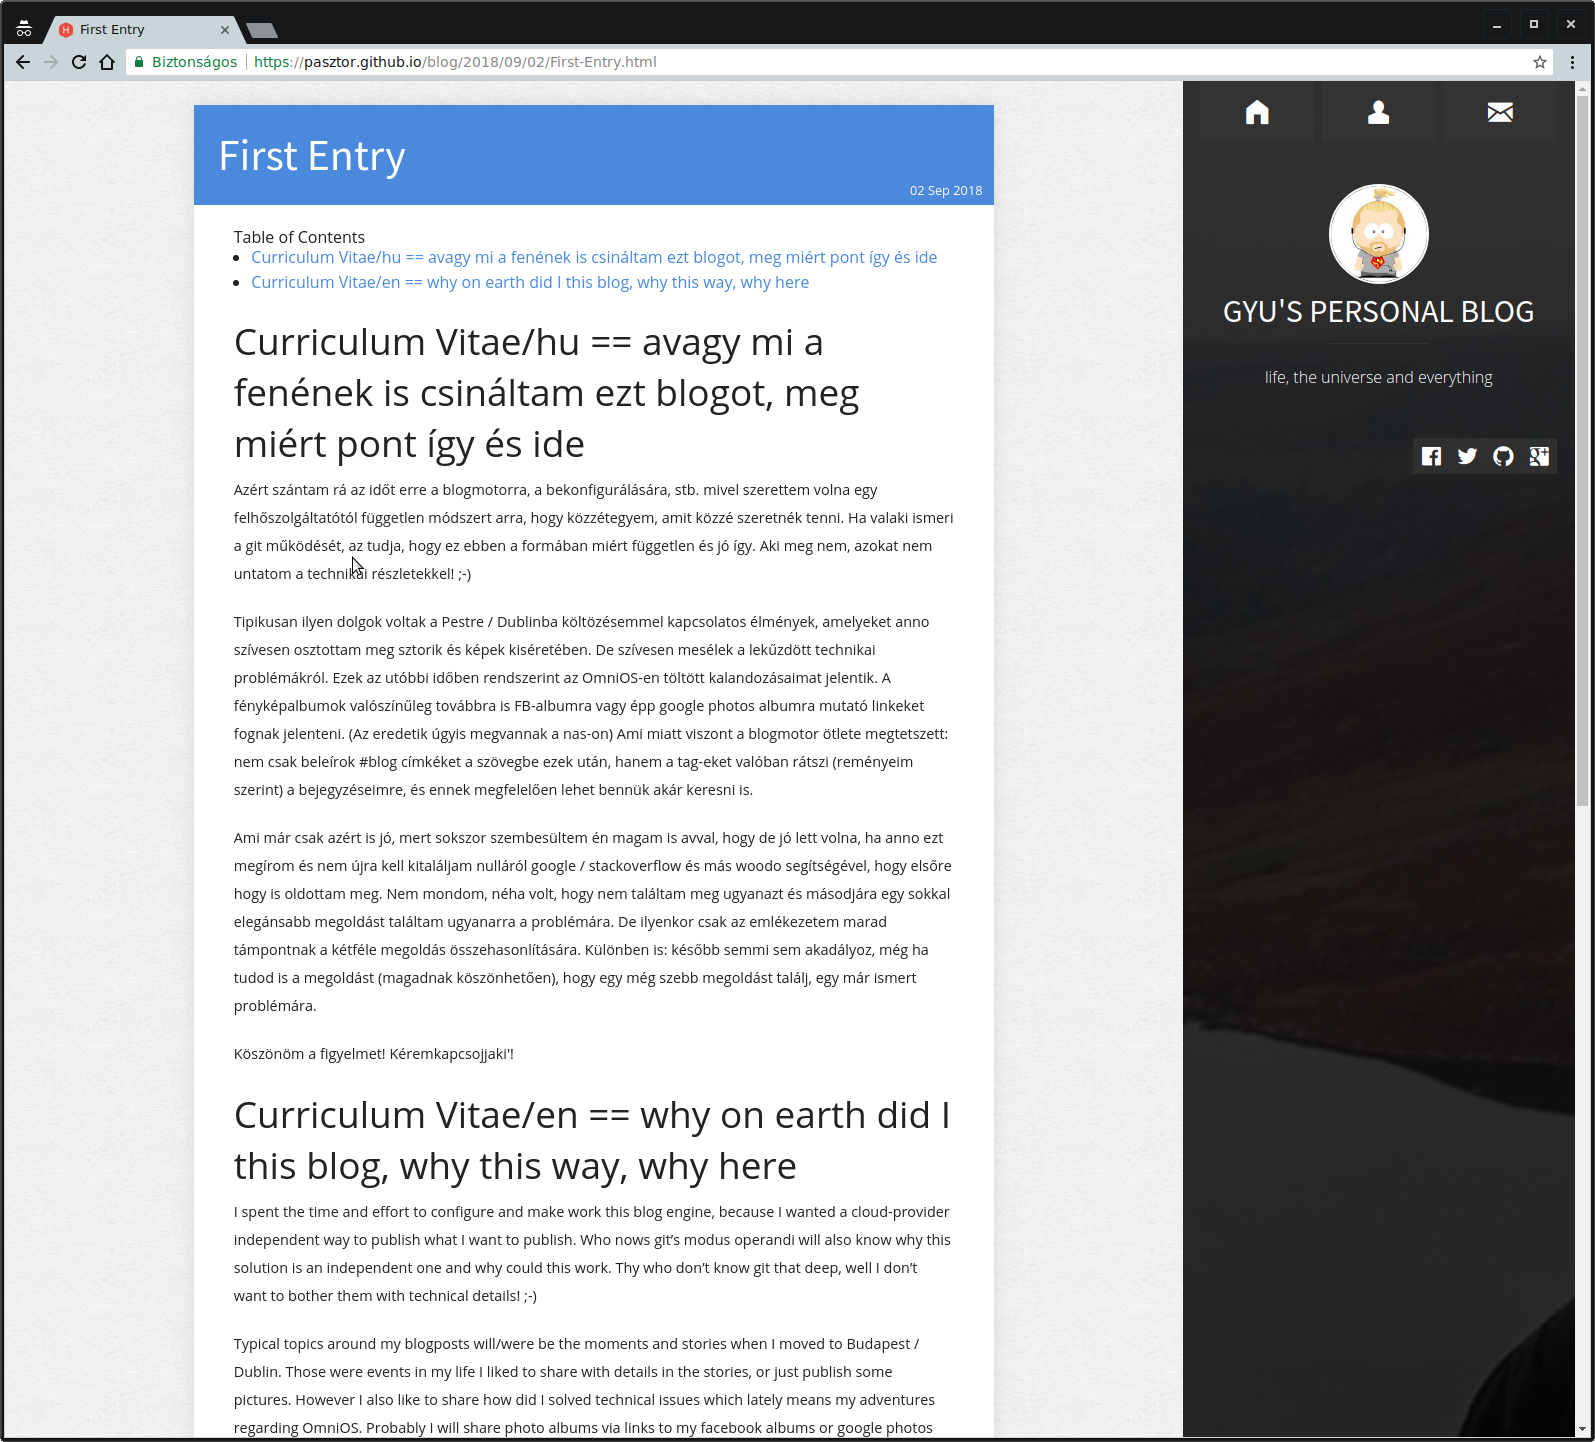 First Entry
Biztonságos https://pasztor.github.io/blog/2018/09/02/First-Entry.html
First Entry
02 Sep 2018
Table of Contents
Curriculum Vitae/hu == avagy mi a fenének is csináltam ezt blogot, meg miért pont így és ide
Curriculum Vitae/en == why on earth did I this blog, why this way, why here
Curriculum Vitae/hu == avagy mi a
fenének is csináltam ezt blogot, meg
miért pont így és ide
Azért szántam rá az időt erre a blogmotorra, a bekonfigurálására, stb. mivel szerettem volna egy
felhőszolgáltatótól független módszert arra, hogy közzétegyem, amit közzé szeretnék tenni. Ha valaki ismeri
a git működését, az tudja, hogy ez ebben a formában miért független és jó így. Aki meg nem, azokat nem
untatom a technikai részletekkel! ;-)
Tipikusan ilyen dolgok voltak a Pestre / Dublinba költözésemmel kapcsolatos élmények, amelyeket anno
szívesen osztottam meg sztorik és képek kiséretében. De szívesen mesélek a lekűzdött technikai
problémákról. Ezek az utóbbi időben rendszerint az OmniOS-en töltött kalandozásaimat jelentik. A
fényképalbumok valószínűleg továbbra is FB-albumra vagy épp google photos albumra mutató linkeket
fognak jelenteni. (Az eredetik úgyis megvannak a nas-on) Ami miatt viszont a blogmotor ötlete megtetszett:
nem csak beleírok #blog címkéket a szövegbe ezek után, hanem a tag-eket valóban rátszi (reményeim
szerint) a bejegyzéseimre, és ennek megfelelően lehet bennük akár keresni is.
Ami már csak azért is jó, mert sokszor szembesültem én magam is avval, hogy de jó lett volna, ha anno ezt
megírom és nem újra kell kitaláljam nulláról google / stackoverflow és más woodo segítségével, hogy elsőre
hogy is oldottam meg. Nem mondom, néha volt, hogy nem találtam meg ugyanazt és másodjára egy sokkal
elegánsabb megoldást találtam ugyanarra a problémára. De ilyenkor csak az emlékezetem marad
támpontnak a kétféle megoldás összehasonlítására. Különben is: később semmi sem akadályoz, még ha
tudod is a megoldást (magadnak köszönhetően), hogy egy még szebb megoldást találj, egy már ismert
problémára.
Köszönöm a figyelmet! Kéremkapcsojjaki'!
Curriculum Vitae/en == why on earth did I
this blog, why this way, why here
I spent the time and effort to configure and make work this blog engine, because I wanted a cloud-provider
independent way to publish what I want to publish. Who nows git’s modus operandi will also know why this
solution is an independent one and why could this work. Thy who don’t know git that deep, well I don’t
want to bother them with technical details! ;-)
Typical topics around my blogposts will/were be the moments and stories when I moved to Budapest /
Dublin. Those were events in my life I liked to share with details in the stories, or just publish some
pictures. However I also like to share how did I solved technical issues which lately means my adventures
regarding OmniOS. Probably I will share photo albums via links to my facebook albums or google photos
GYU'S PERSONAL BLOG
life, the universe and everything